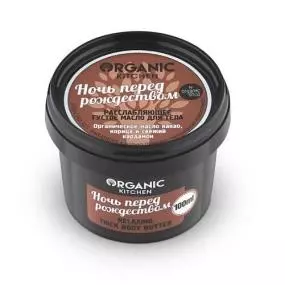 ORGANIC
KITCHEN
Ночь перед
рождеством
РАССЛАБЛЯЮЩЕЕ
ГУСТОЕ МАСЛО ДЛЯ ТЕЛА
Органическое масло какао,
корица и свежий
кардамон
ORGANIC
KITCHEN
Ночь перед
рождеством
100ml
RELAXING
THICK BODY BUTTER